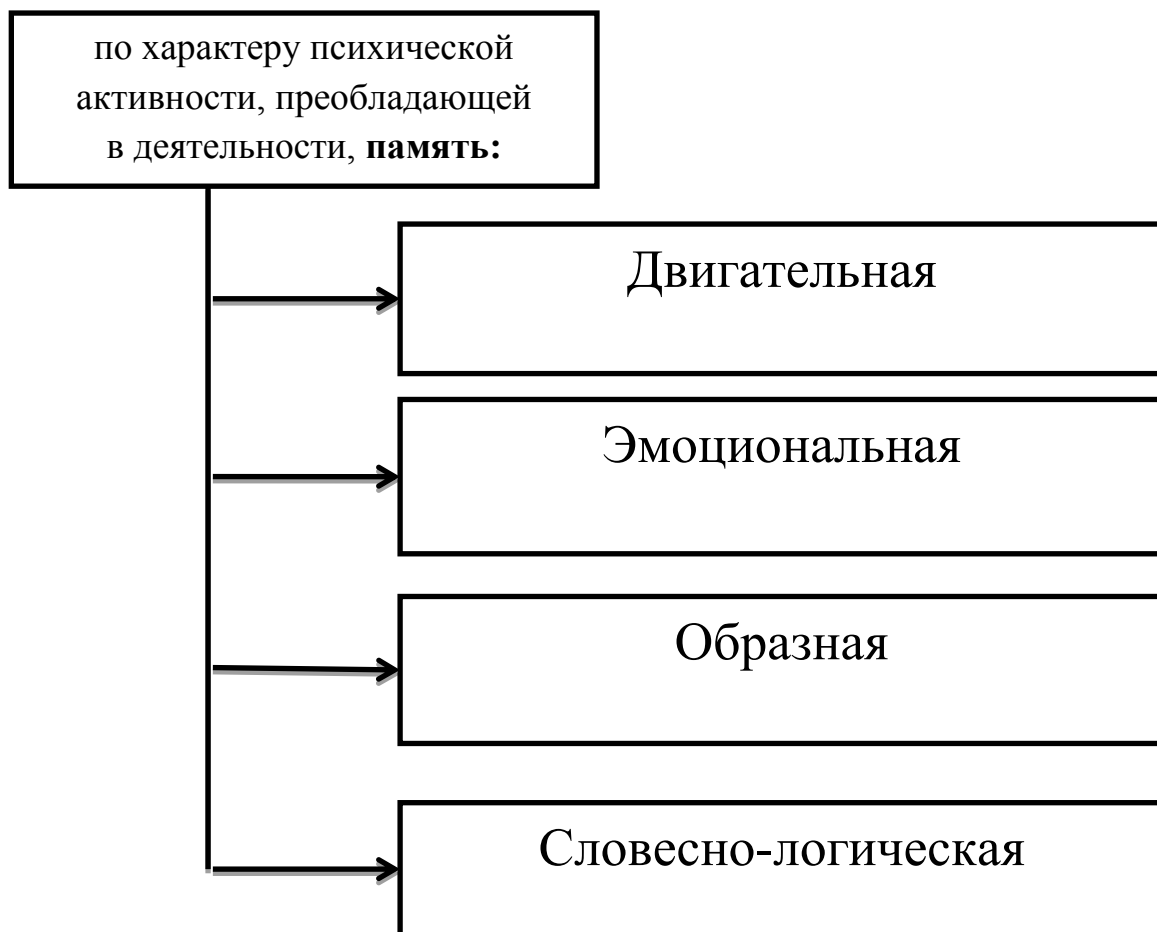 по характеру психической
активности, преобладающей
в деятельности, память:
Двигательная
Эмоциональная
Образная
Словесно-логическая